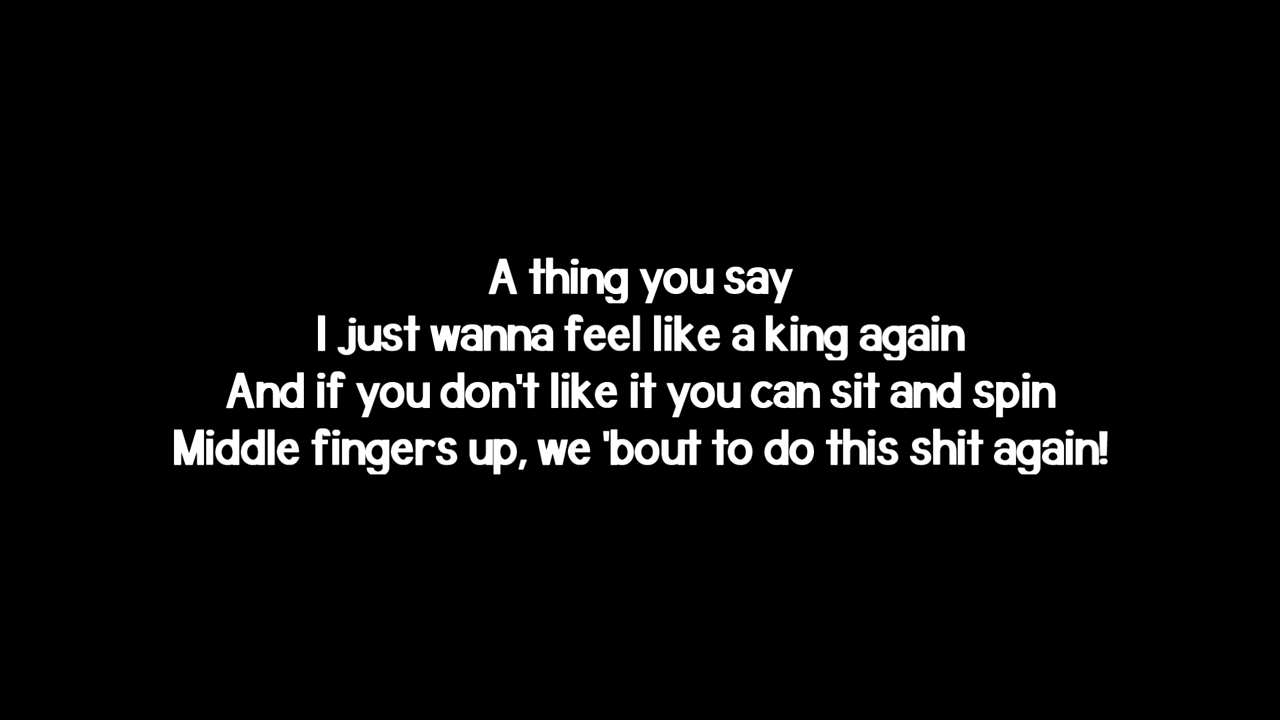 A thing you say
I just wanna feel like a king again
And if you don't like it you can sit and spin
Middle fingers up, we 'bout to do this shit again!